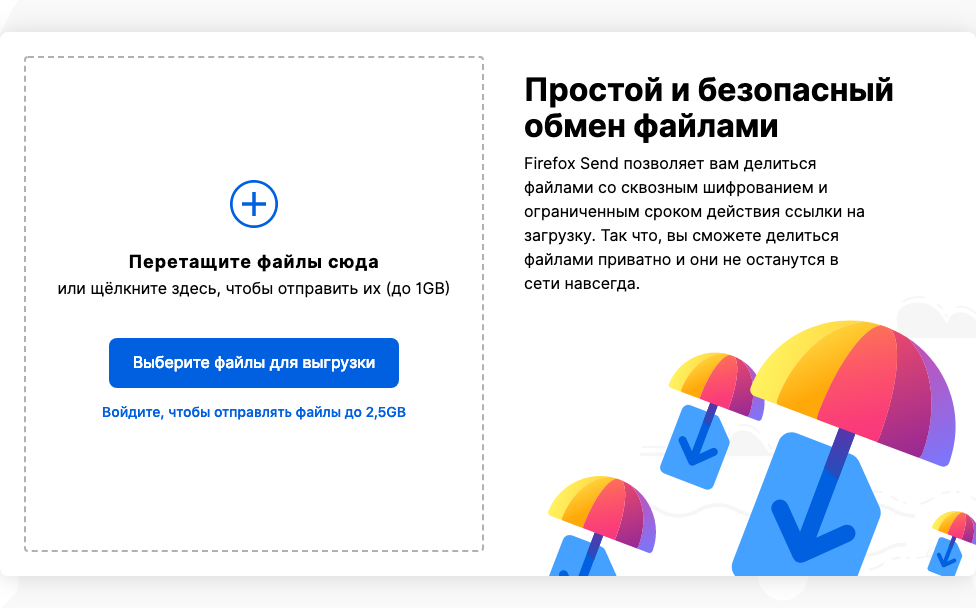 Перетащите файлы сюда
или щёлкните здесь, чтобы отправить их (до 1GB)
Выберите файлы для выгрузки
Войдите, чтобы отправлять файлы до 2,5GB
Простой и безопасный
обмен файлами
Firefox Send позволяет вам делиться
файлами со сквозным шифрованием и
ограниченным сроком действия ссылки на
загрузку. Так что, вы сможете делиться
файлами приватно и они не останутся в
сети навсегда.